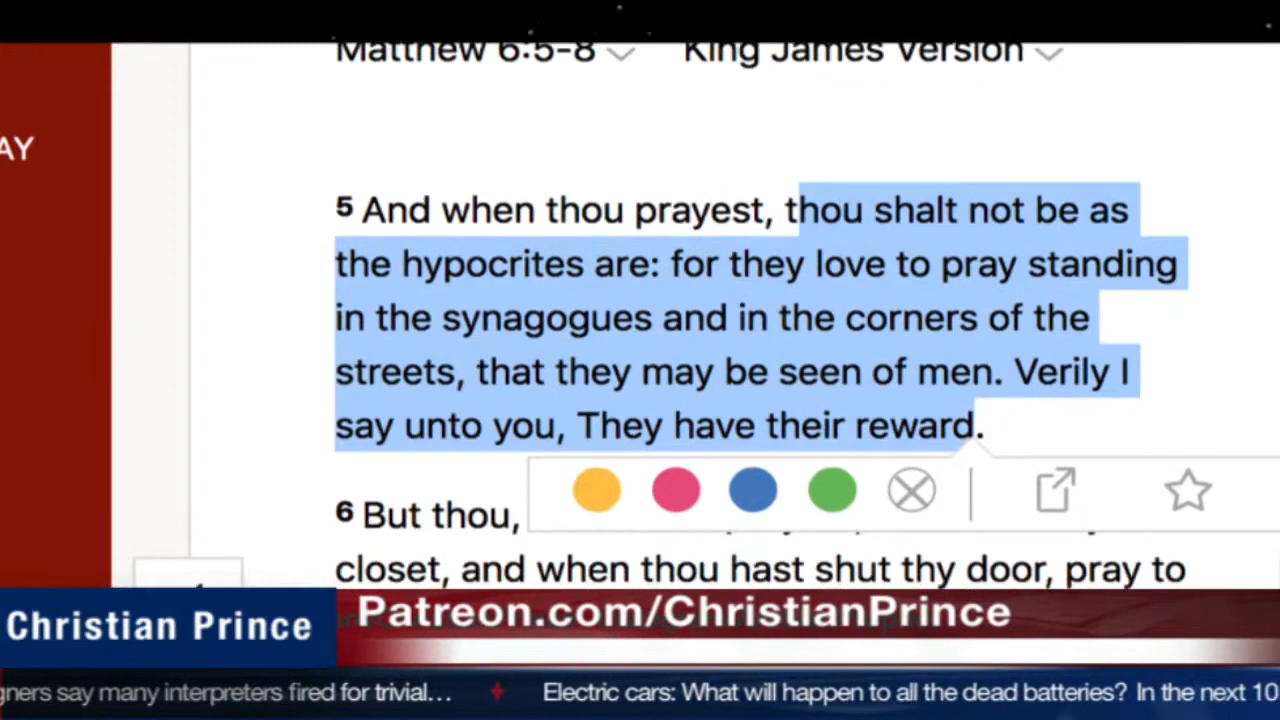 Matthew 6:5-8
King James Version
AY
5 And when thou prayest, thou shalt not be as
the hypocrites are: for they love to pray standing
in the synagogues and in the corners of the
streets, that they may be seen of men. Verily I
say unto you, They have their reward.
6 But thou,
closet, and when thou hast shut thy door, pray to
Christian Prince
Patreon.com/ChristianPrince
gners say many interpreters fired for trivial...
Electric cars: What will happen to all the dead batteries? In the next 10